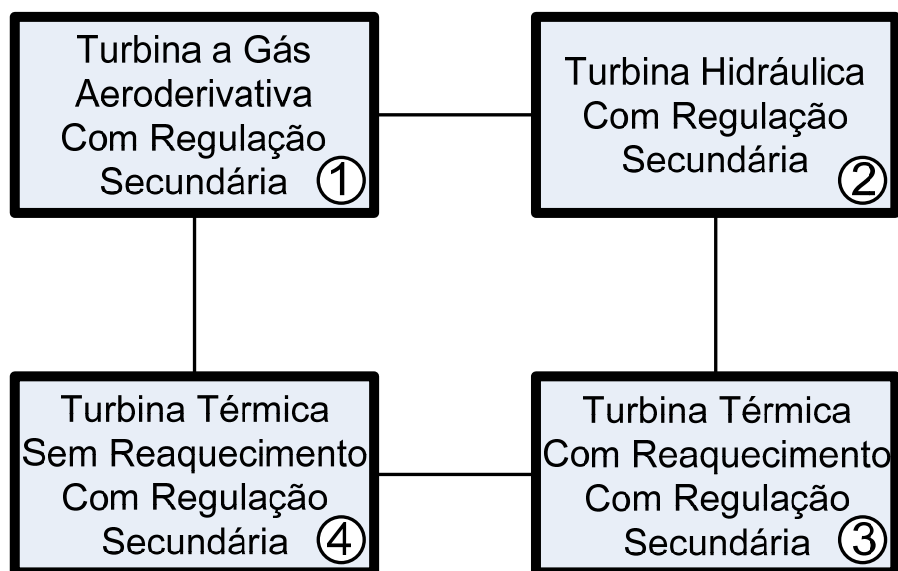 Turbina a Gás
Aeroderivativa
Com Regulação
Secundária
1
Turbina Hidráulica
Com Regulação
Secundária
2
Turbina Térmica
Sem Reaquecimento
Com Regulação
Secundária
4
Turbina Térmica
Com Reaquecimento
Com Regulação
Secundária
3